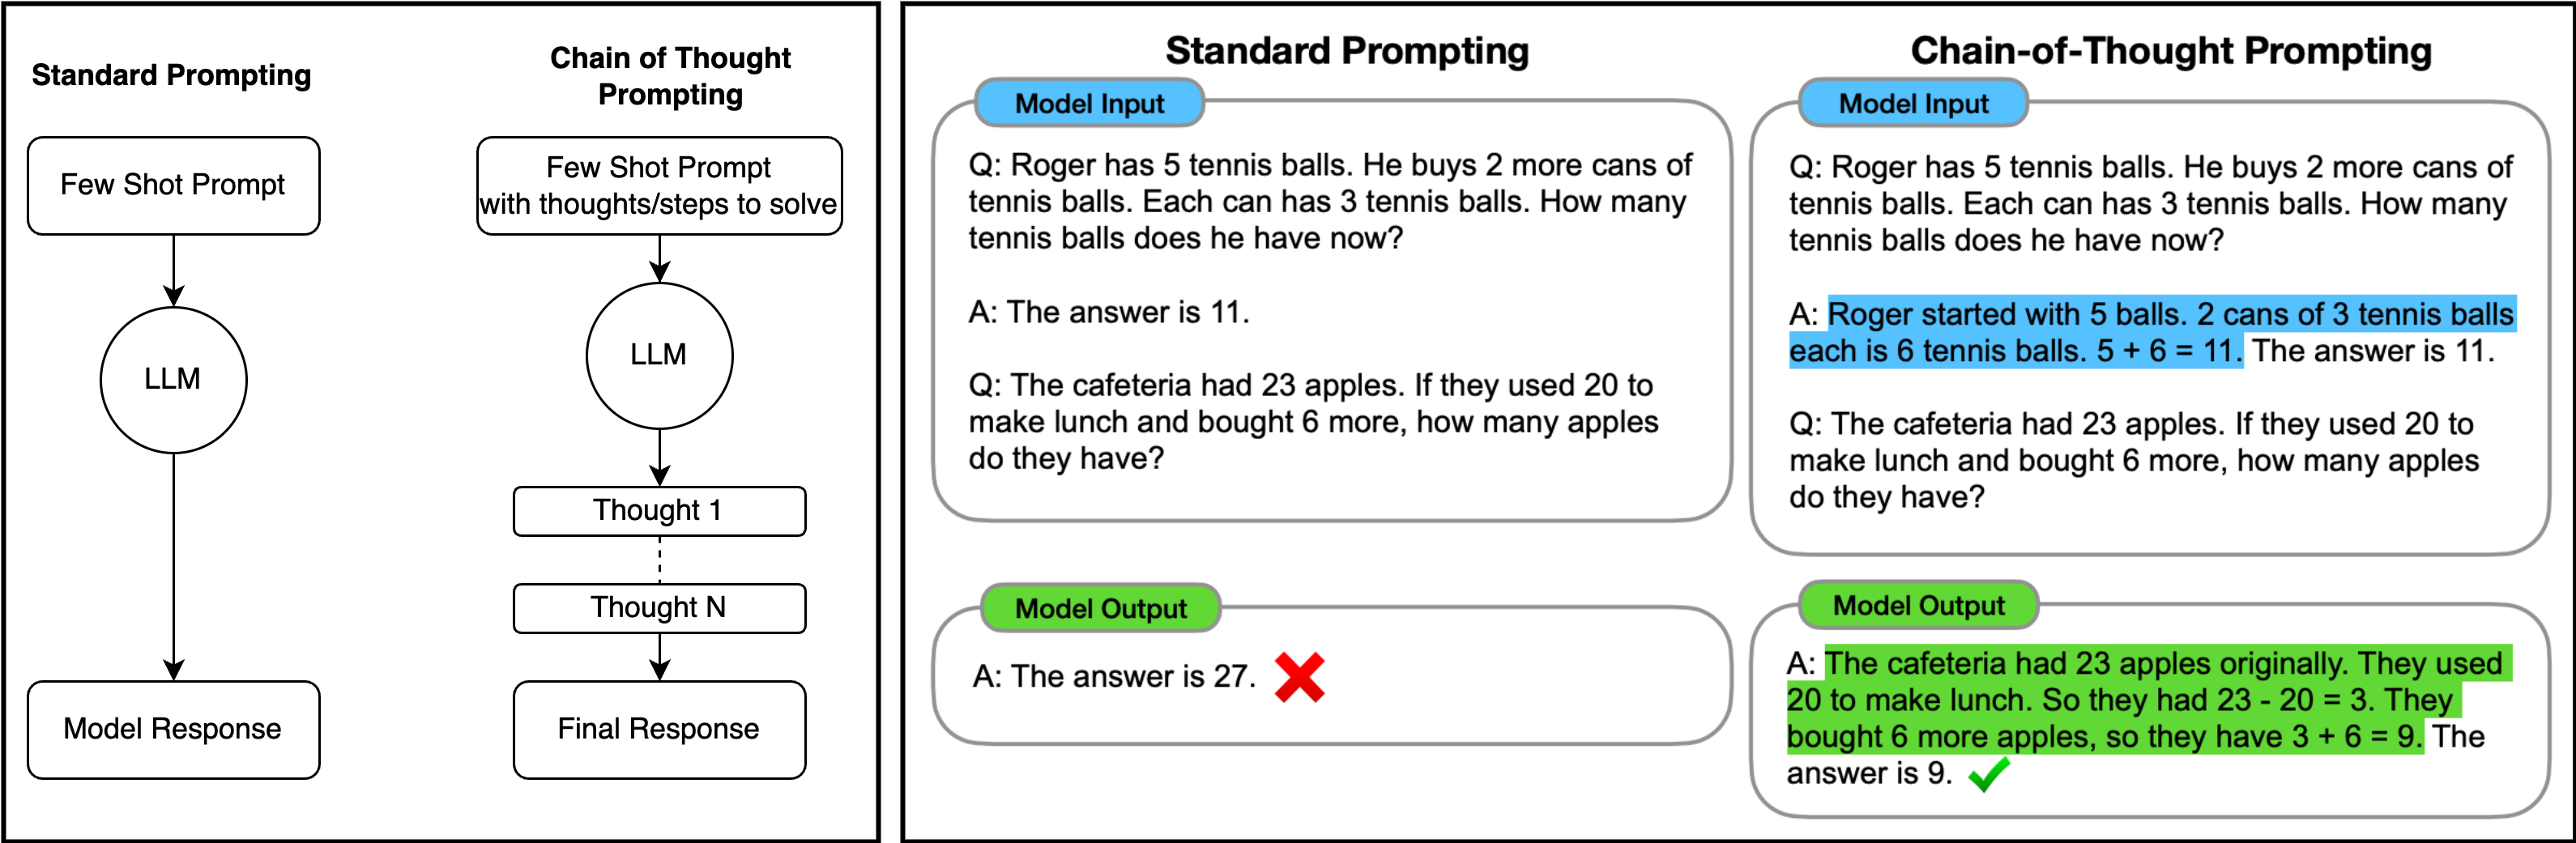 Standard Prompting
Few Shot Prompt
LLM
Model Response
Chain of Thought
Prompting
Few Shot Prompt
with thoughts/steps to solve
LLM
Thought 1
Thought N
Final Response
Standard Prompting
Model Input
Q: Roger has 5 tennis balls. He buys 2 more cans of
tennis balls. Each can has 3 tennis balls. How many
tennis balls does he have now?
A: The answer is 11.
Q: The cafeteria had 23 apples. If they used 20 to
make lunch and bought 6 more, how many apples
do they have?
Model Output
A: The answer is 27.
Chain-of-Thought Prompting
Model Input
Q: Roger has 5 tennis balls. He buys 2 more cans of
tennis balls. Each can has 3 tennis balls. How many
tennis balls does he have now?
A: Roger started with 5 balls. 2 cans of 3 tennis balls
each is 6 tennis balls. 5 + 6 = 11. The answer is 11.
Q: The cafeteria had 23 apples. If they used 20 to
make lunch and bought 6 more, how many apples
do they have?
Model Output
A: The cafeteria had 23 apples originally. They used
20 to make lunch. So they had 23 - 20 = 3. They
bought 6 more apples, so they have 3 + 6 = 9. The
answer is 9.